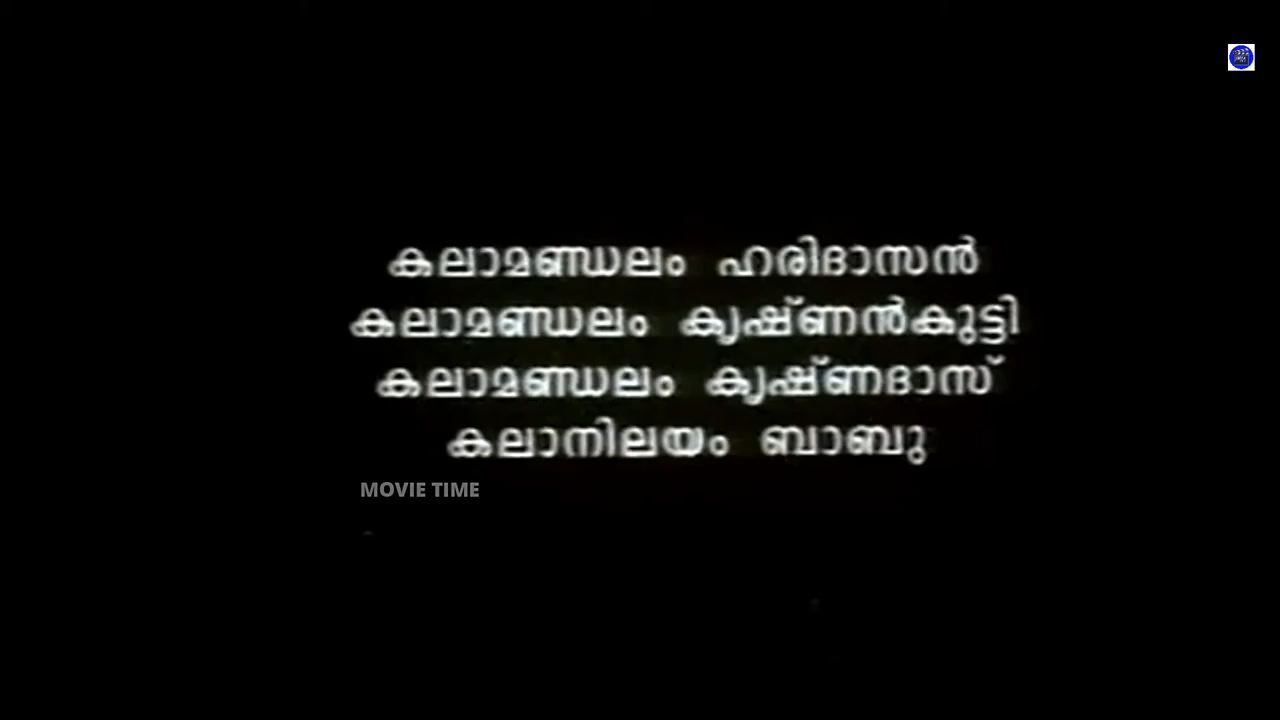 കലാമണ്ഡലം ഹരിദാസൻ
കലാമണ്ഡലം കൃഷ്ണൻകുട്ടി
കലാമണ്ഡലം കൃഷ്ണദാസ്
കലാനിലയം ബാബു
MOVIE TIME